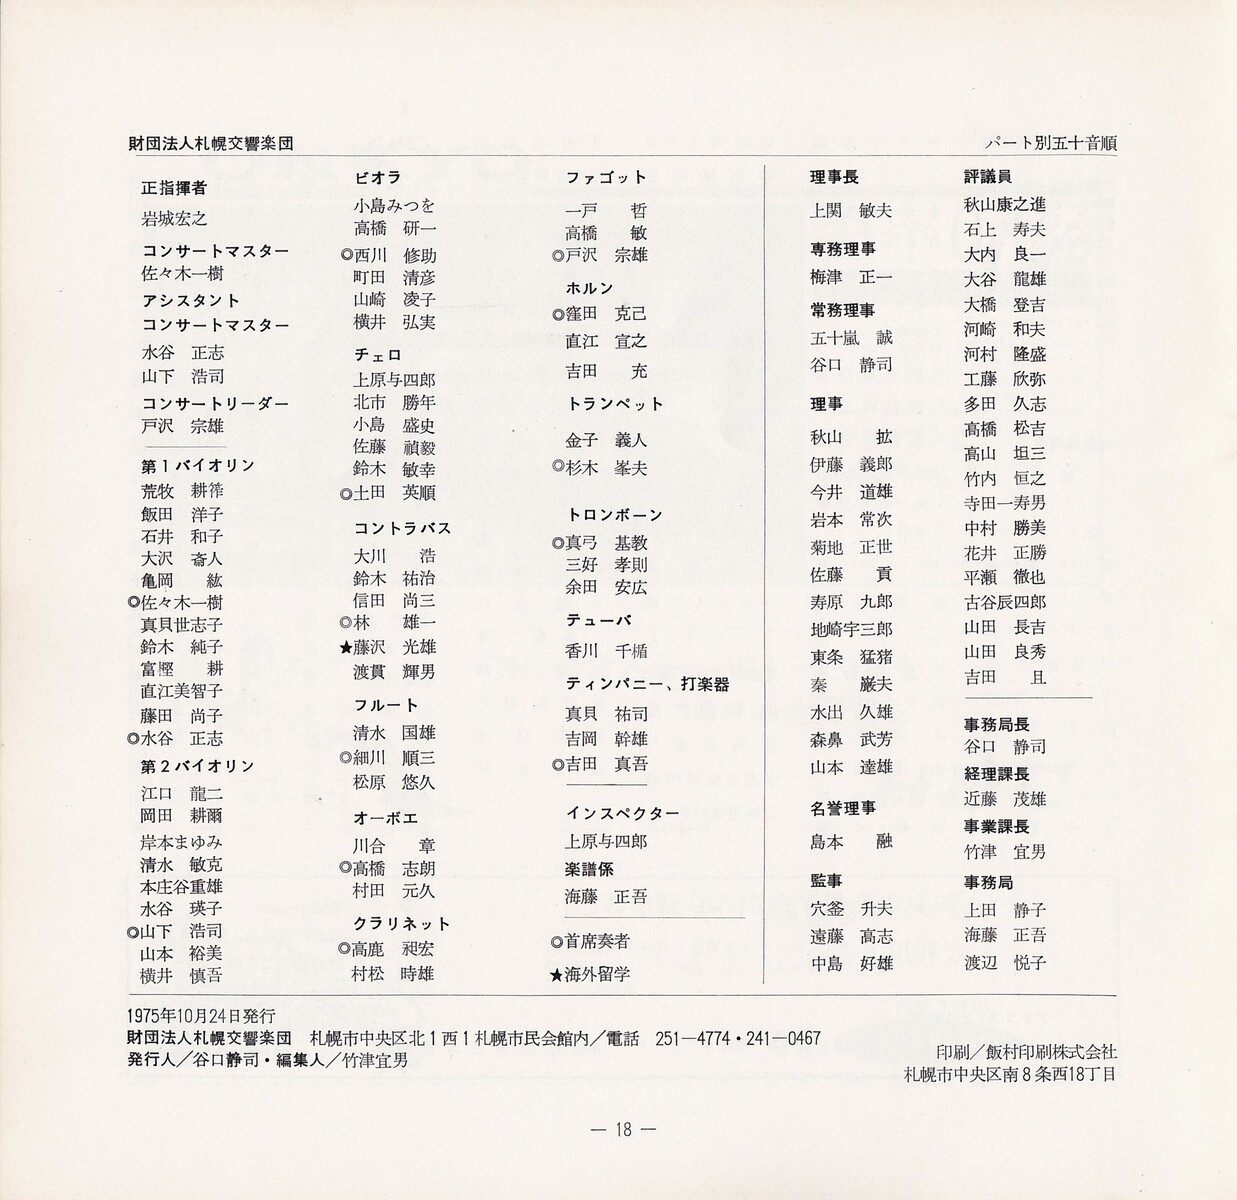 財団法人札幌交響楽団
パート別五十音順
正指揮者
岩城宏之
コンサートマスター
佐々木一樹
アシスタント
コンサートマスター
水谷　正志
山下　浩司
コンサートリーダー
戸沢　宗雄
第1バイオリン
荒牧　耕筰
飯田　洋子
石井　和子
大沢　斎人
亀岡　　紘
◎佐々木一樹
真貝世志子
鈴木　純子
富樫　　耕
直江美智子
藤田　尚子
◎水谷　正志
第2バイオリン
江口　龍二
岡田　耕爾
岸本まゆみ
清水　敏克
本庄谷重雄
水谷　瑛子
◎山下　浩司
山本　裕美
横井　慎吾
ビオラ
小島みつを
高橋　研一
◎西川　修助
町田　清彦
山崎　凌子
横井　弘実
チェロ
上原与四郎
北市　勝年
小島　盛史
佐藤　禎毅
鈴木　敏幸
◎土田　英順
コントラバス
大川　　浩
鈴木　祐治
信田　尚三
◎林　　雄一
★藤沢　光雄
渡貫　輝男
フルート
清水　国雄
◎細川　順三
松原　悠久
オーボエ
川合　　章
◎高橋　志朗
村田　元久
クラリネット
◎高鹿　昶宏
村松　時雄
ファゴット
一戸　　哲
高橋　　敏
◎戸沢　宗雄
ホルン
◎窪田　克己
直江　宣之
吉田　　充
トランペット
金子　義人
◎杉木　峯夫
トロンボーン
◎真弓　基教
三好　孝則
余田　安広
テューバ
香川　千楯
ティンパニー、打楽器
真貝　祐司
吉岡　幹雄
◎吉田　真吾
インスペクター
上原与四郎
楽譜係
海藤　正吾
◎首席奏者
★海外留学
理事長
上関　敏夫
専務理事
梅津　正一
常務理事
五十嵐　誠
谷口　静司
理事
秋山　　拡
伊藤　義郎
今井　道雄
岩本　常次
菊地　正世
佐藤　　貢
寿原　九郎
地崎宇三郎
東条　猛猪
秦　　巌夫
水出　久雄
森鼻　武芳
山本　達雄
名誉理事
島本　　融
監事
穴釜　升夫
遠藤　高志
中島　好雄
評議員
秋山康之進
石上　寿夫
大内　良一
大谷　龍雄
大橋　登吉
河崎　和夫
河村　隆盛
工藤　欣弥
多田　久志
高橋　松吉
高山　坦三
竹内　恒之
寺田一寿男
中村　勝美
花井　正勝
平瀬　徹也
古谷辰四郎
山田　長吉
山田　良秀
吉田　　且
事務局長
谷口　静司
経理課長
近藤　茂雄
事業課長
竹津　宜男
事務局
上田　静子
海藤　正吾
渡辺　悦子
1975年10月24日発行
財団法人札幌交響楽団　札幌市中央区北1西1札幌市民会館内／電話　251—4774・241—0467
発行人／谷口静司・編集人／竹津宜男
印刷／飯村印刷株式会社
札幌市中央区南8条西18丁目
— 18 —